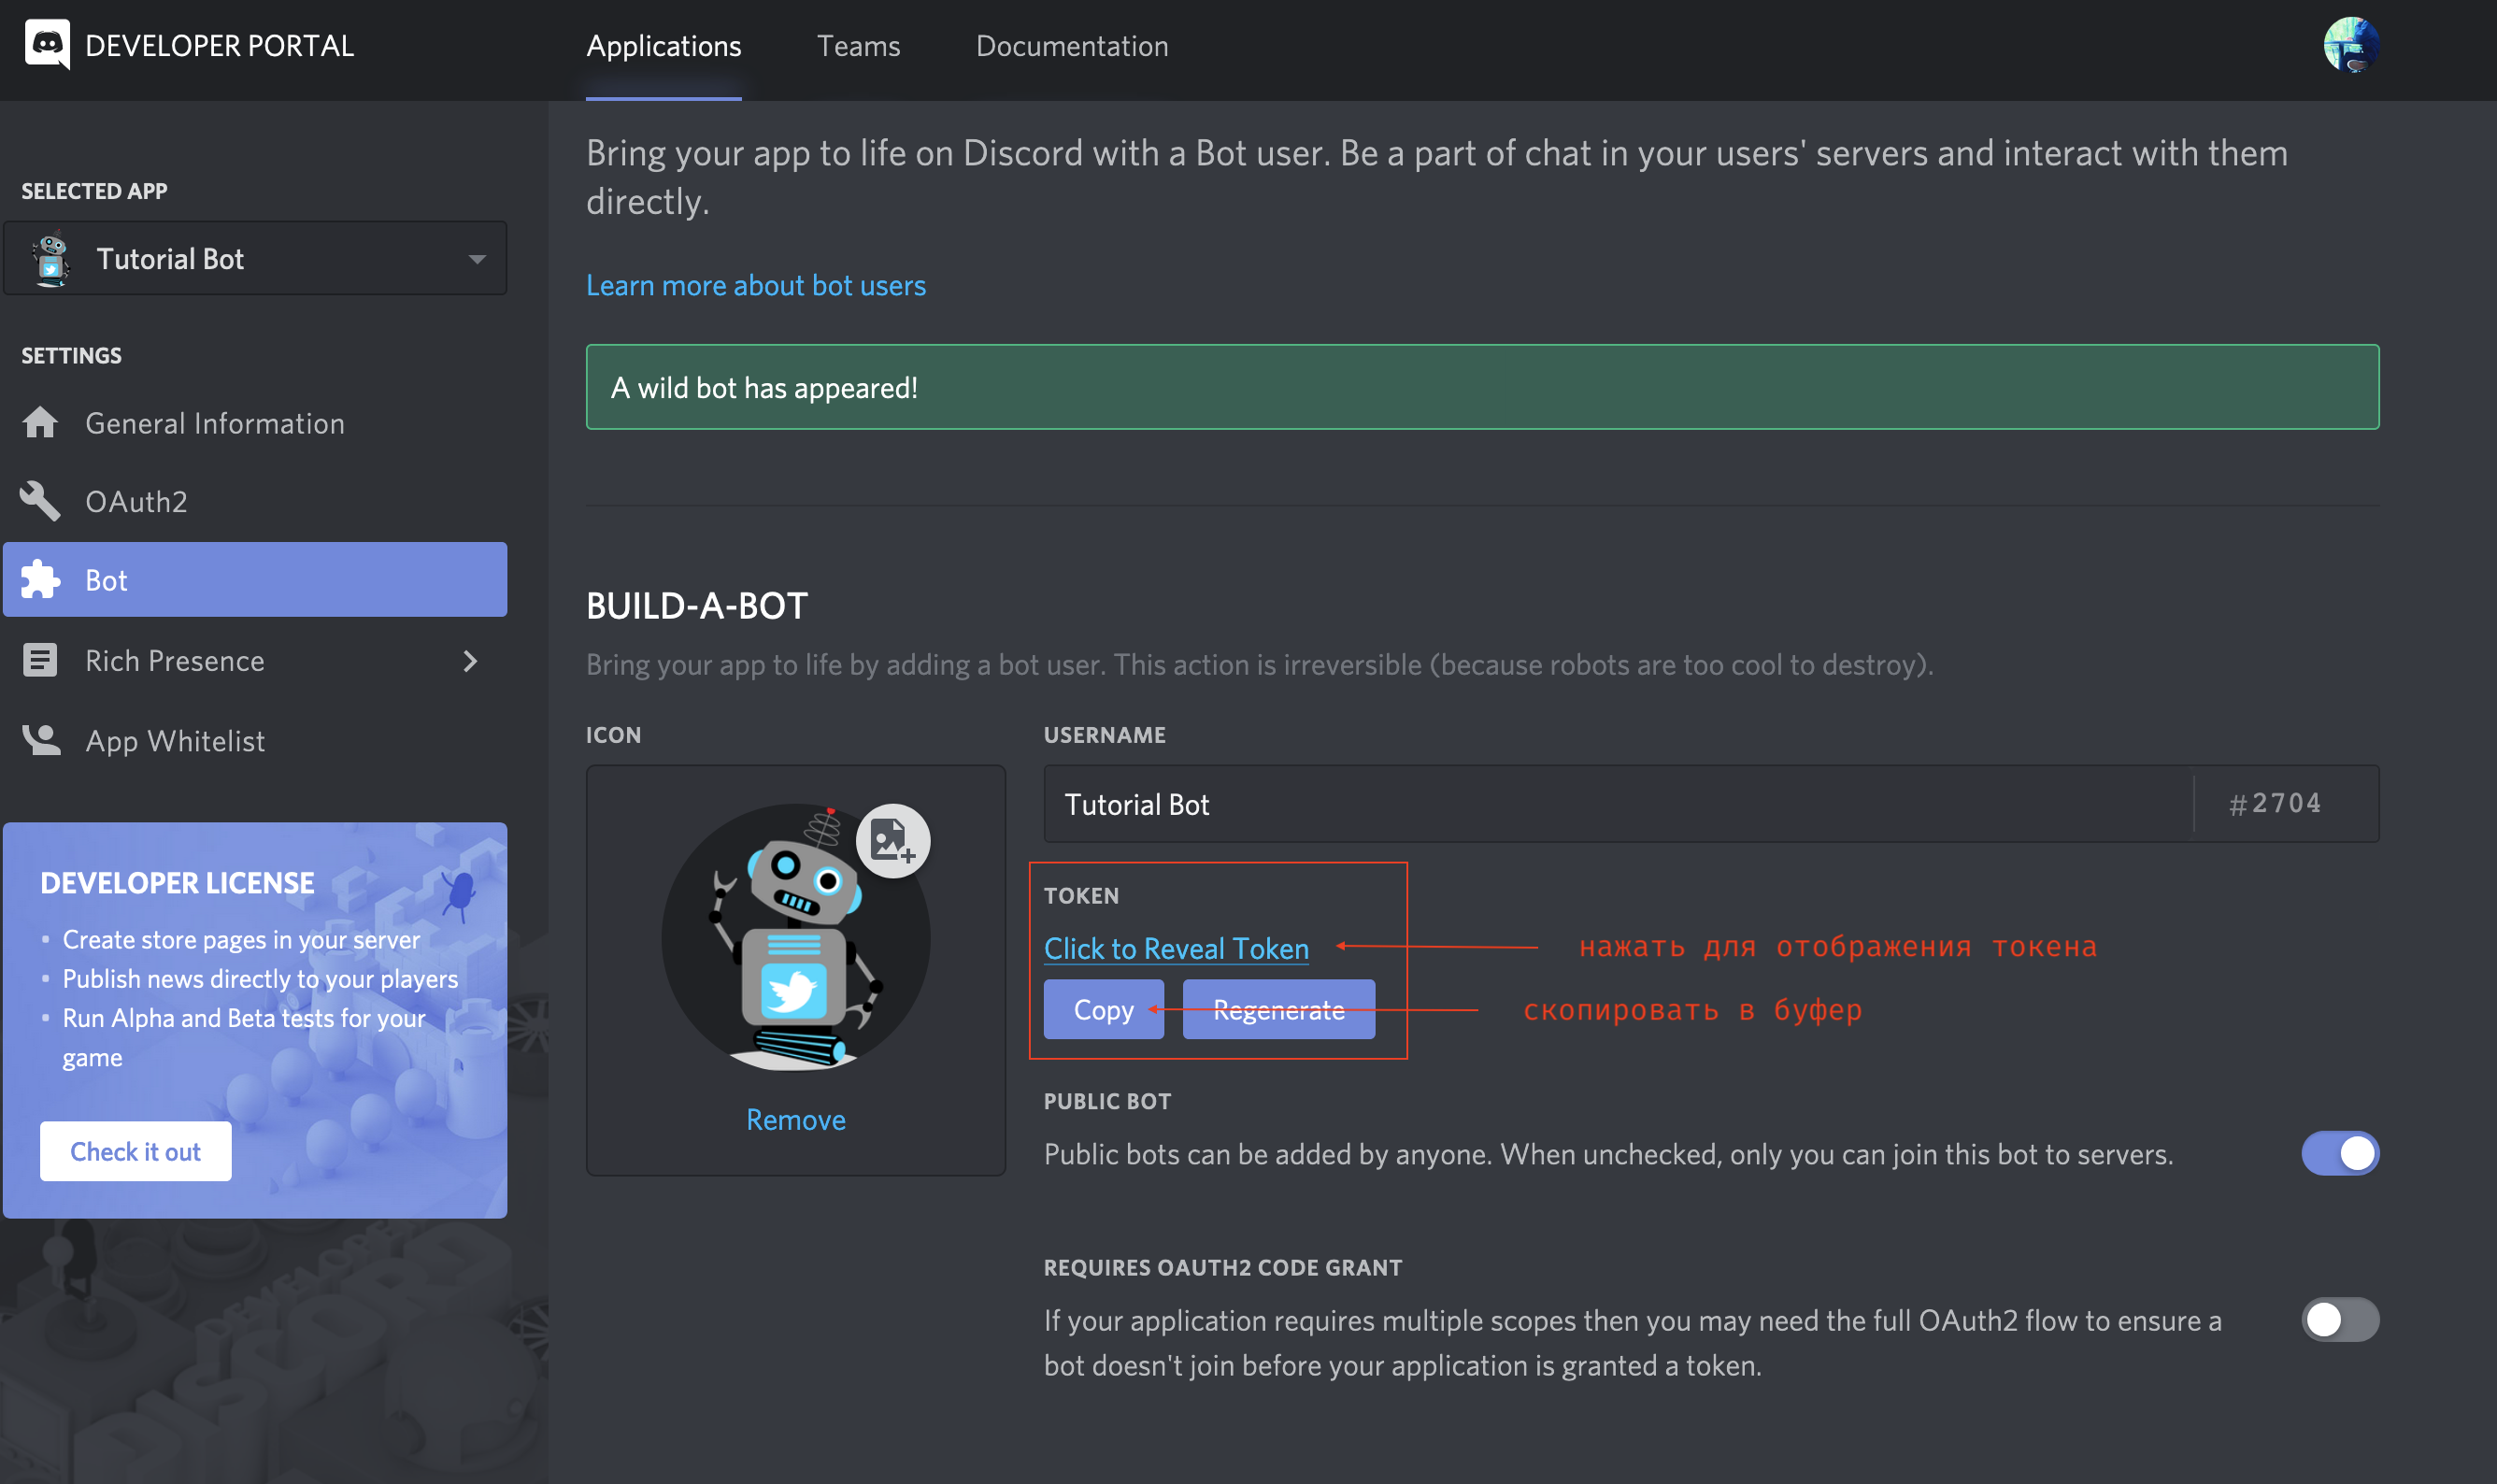 DEVELOPER PORTAL
Applications
Teams
Documentation
SELECTED APP
Tutorial Bot
SETTINGS
General Information
OAuth2
Bot
Rich Presence
App Whitelist
DEVELOPER LICENSE
Create store pages in your server
Publish news directly to your players
Run Alpha and Beta tests for your
game
Check it out
Bring your app to life on Discord with a Bot user. Be a part of chat in your users' servers and interact with them
directly.
Learn more about bot users
A wild bot has appeared!
BUILD-A-BOT
Bring your app to life by adding a bot user. This action is irreversible (because robots are too cool to destroy).
ICON
Remove
USERNAME
Tutorial Bot
#2704
TOKEN
Click to Reveal Token
нажать для отображения токена
Copy
Regenerate
скопировать в буфер
PUBLIC BOT
Public bots can be added by anyone. When unchecked, only you can join this bot to servers.
REQUIRES OAUTH2 CODE GRANT
If your application requires multiple scopes then you may need the full OAuth2 flow to ensure a
bot doesn't join before your application is granted a token.